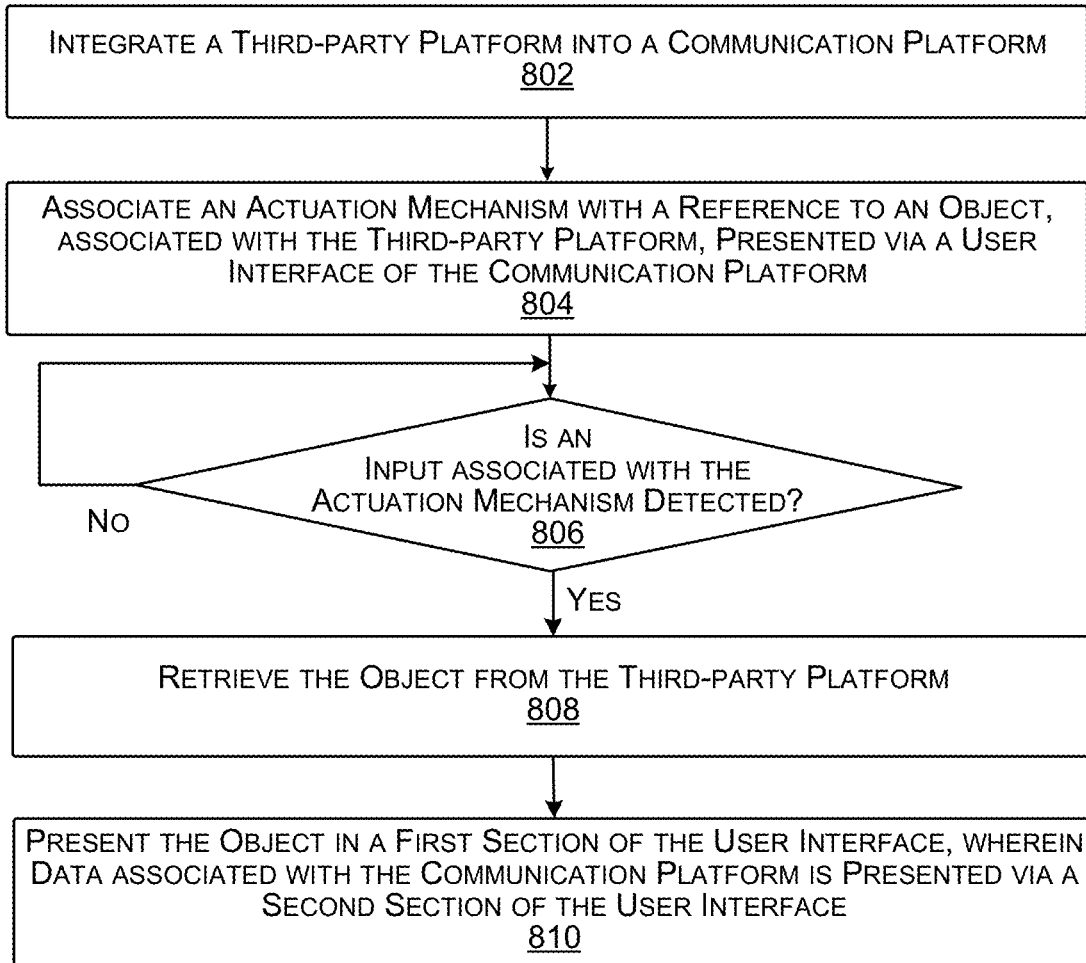 INTEGRATE A THIRD-PARTY PLATFORM INTO A COMMUNICATION PLATFORM
802
ASSOCIATE AN ACTUATION MECHANISM WITH A REFERENCE TO AN OBJECT,
ASSOCIATED WITH THE THIRD-PARTY PLATFORM, PRESENTED VIA A USER
INTERFACE OF THE COMMUNICATION PLATFORM
804
IS AN
INPUT ASSOCIATED WITH THE
ACTUATION MECHANISM DETECTED?
806
NO
YES
RETRIEVE THE OBJECT FROM THE THIRD-PARTY PLATFORM
808
PRESENT THE OBJECT IN A FIRST SECTION OF THE USER INTERFACE, WHEREIN
DATA ASSOCIATED WITH THE COMMUNICATION PLATFORM IS PRESENTED VIA A
SECOND SECTION OF THE USER INTERFACE
810